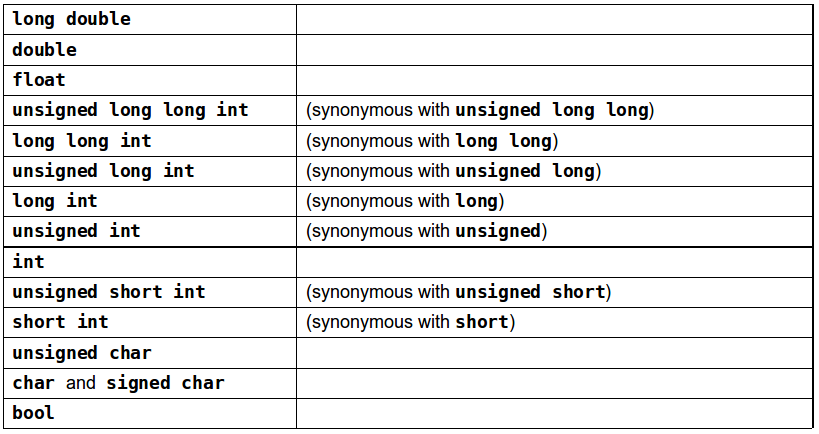 long double
double
float
unsigned long long int (synonymous with unsigned long long)
long long int (synonymous with long long)
unsigned long int (synonymous with unsigned long)
long int (synonymous with long)
unsigned int (synonymous with unsigned)
int
unsigned short int (synonymous with unsigned short)
short int (synonymous with short)
unsigned char
char and signed char
bool